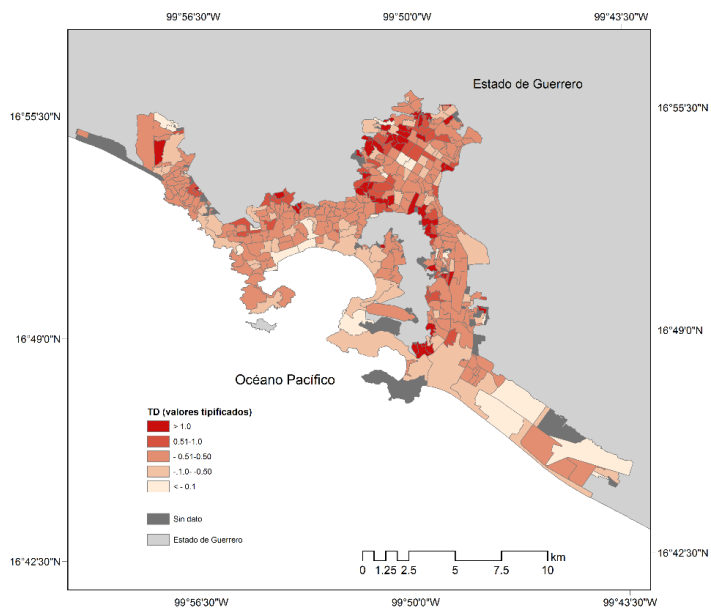 99°56'30"W 99°50'0"W 99°43'30"W
Estado de Guerrero
16°55'30"N 16°55'30"N
16°49'0"N 16°49'0"N
Océano Pacífico
TD (valores tipificados)
> 1.0
0.51-1.0
- 0.51-0.50
-.1.0- -0.50
< - 0.1
Sin dato
Estado de Guerrero
16°42'30"N 16°42'30"N
km
0 1.25 2.5 5 7.5 10
99°56'30"W 99°50'0"W 99°43'30"W